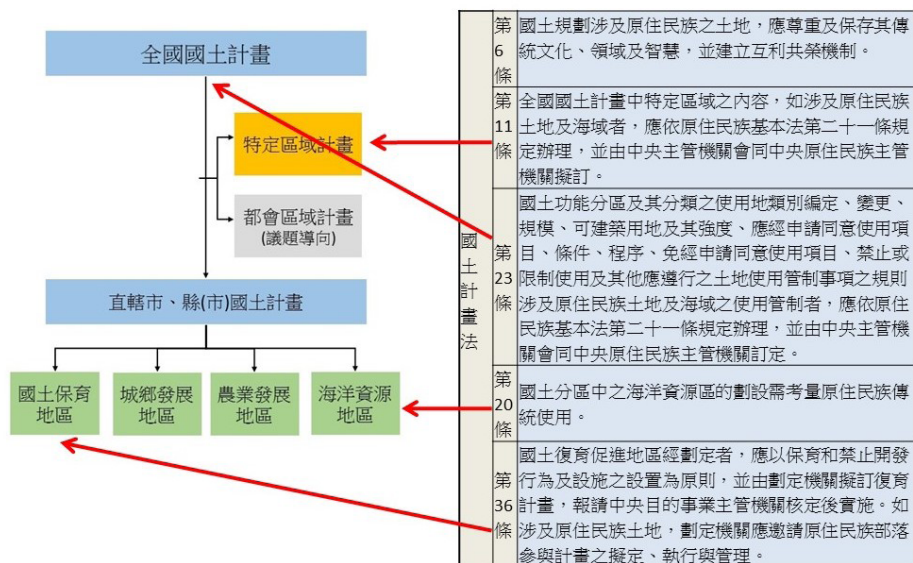 全國國土計畫
特定區域計畫
都會區域計畫
(議題導向)
直轄市、縣(市)國土計畫
國土保育
地區
城鄉發展
地區
農業發展
地區
海洋資源
地區
國土計畫法
第
6
條
國土規劃涉及原住民族之土地，應尊重及保存其傳
統文化、領域及智慧，並建立互利共榮機制。
第
11
條
全國國土計畫中特定區域之內容，如涉及原住民族
土地及海域者，應依原住民族基本法第二十一條規
定辦理，並由中央主管機關會同中央原住民族主管
機關擬訂。
第
23
條
國土功能分區及其分類之使用地類別編定、變更、
規模、可建築用地及其強度、應經申請同意使用項
目、條件、程序、免經申請同意使用項目、禁止或
限制使用及其他應遵行之土地使用管制事項之規則
涉及原住民族土地及海域之使用管制者，應依原住
民族基本法第二十一條規定辦理，並由中央主管機
關會同中央原住民族主管機關訂定。
第
20
條
國土分區中之海洋資源區的劃設需考量原住民族傳
統使用。
第
36
條
國土復育促進地區經劃定者，應以保育和禁止開發
行為及設施之設置為原則，並由劃定機關擬訂復育
計畫，報請中央目的事業主管機關核定後實施。如
涉及原住民族土地，劃定機關應邀請原住民族部落
參與計畫之擬定、執行與管理。